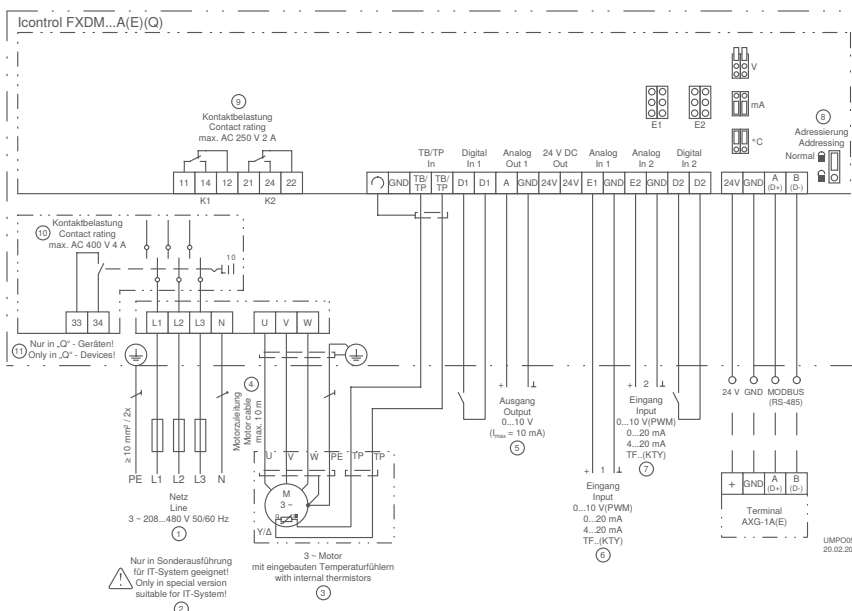 Icontrol FXDM...A(E)(Q)
V
mA
°C
E1
E2
9
Kontaktbelastung
Contact rating
max. AC 250 V 2 A
8
Adressierung
Addressing
Normal
TB/TP
In
Digital
In 1
Analog
Out 1
24 V DC
Out
Analog
In 1
Analog
In 2
Digital
In 2
11 14 12 21 24 22
K1 K2
GND TB/TP TB/TP D1 D1 A GND 24V 24V E1 GND E2 GND D2 D2
24V GND A (D+) B (D-)
10
Kontaktbelastung
Contact rating
max. AC 400 V 4 A
10
33 34
L1 L2 L3 N
U V W
11
Nur in „Q“ - Geräten!
Only in „Q“ - Devices!
≥ 10 mm² / 2x
PE L1 L2 L3 N
Netz
Line
3 ~ 208...480 V 50/60 Hz
1
Nur in Sonderausführung
für IT-System geeignet!
Only in special version
suitable for IT-System!
2
4
Motorzuleitung
Motor cable
max. 10 m
U V W PE TP TP
M
3 ~
Y/Δ
3 ~ Motor
mit eingebauten Temperaturfühlern
with internal thermistors
3
+ ⊥
Ausgang
Output
0...10 V
(Imax = 10 mA)
5
+ 1 ⊥
Eingang
Input
0...10 V(PWM)
0...20 mA
4...20 mA
TF..(KTY)
6
+ 2 ⊥
Eingang
Input
0...10 V(PWM)
0...20 mA
4...20 mA
TF..(KTY)
7
24 V GND MODBUS
(RS-485)
+ GND A (D+) B (D-)
Terminal
AXG-1A(E)